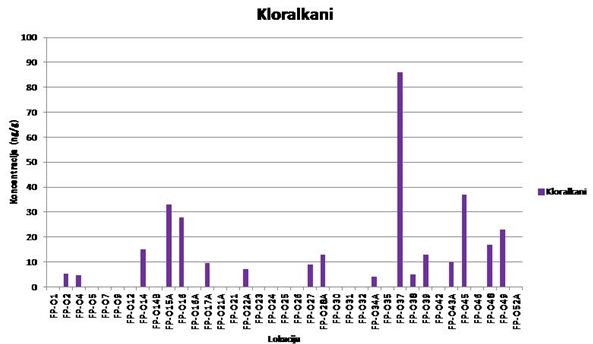 Kloralkani
100
90
80
70
60
50
40
30
20
10
0
Koncentracija (ng/g)
FP-O1
FP-O2
FP-O4
FP-O5
FP-O7
FP-O9
FP-O12
FP-O14
FP-O14B
FP-O15A
FP-O16
FP-O16A
FP-O17A
FP-O21A
FP-O21
FP-O22A
FP-O23
FP-O24
FP-O25
FP-O26
FP-O27
FP-O28A
FP-O30
FP-O31
FP-O32
FP-O34A
FP-O35
FP-O37
FP-O38
FP-O39
FP-O42
FP-O43A
FP-O45
FP-O46
FP-O48
FP-O49
FP-O52A
Lokaciju
Kloralkani